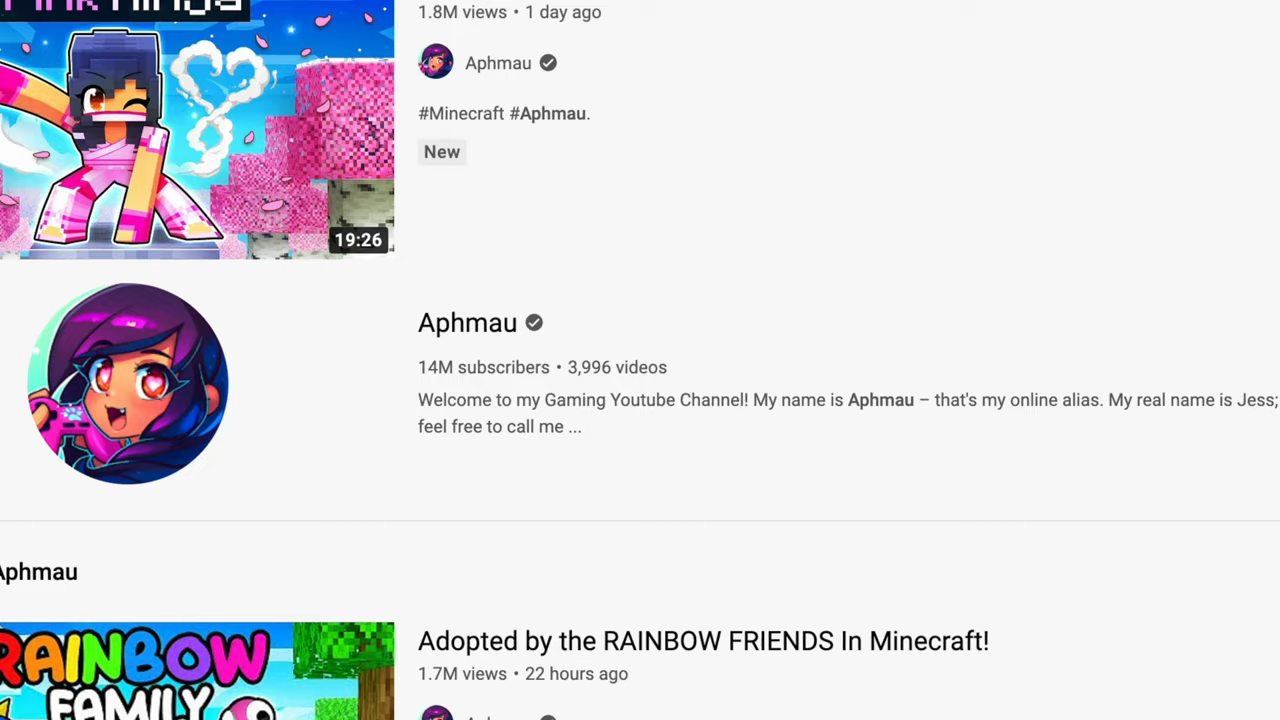 PINK NINJA
1.8M views • 1 day ago
Aphmau
#Minecraft #Aphmau.
New
19:26
Aphmau
14M subscribers • 3,996 videos
Welcome to my Gaming Youtube Channel! My name is Aphmau – that's my online alias. My real name is Jess;
feel free to call me ...
Aphmau
RAINBOW
FAMILY
Adopted by the RAINBOW FRIENDS In Minecraft!
1.7M views • 22 hours ago